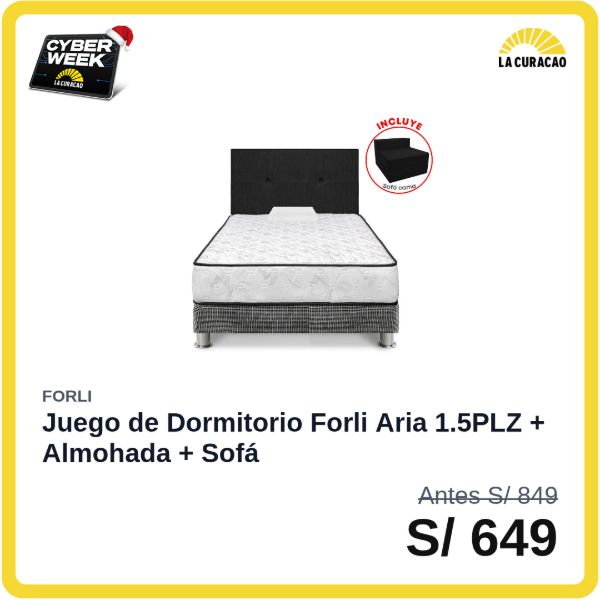 CYBER
WEEK
LA CURACAO
LA CURACAO
INCLUYE
Sofá cama
FORLI
Juego de Dormitorio Forli Aria 1.5PLZ +
Almohada + Sofá
Antes S/ 849
S/ 649